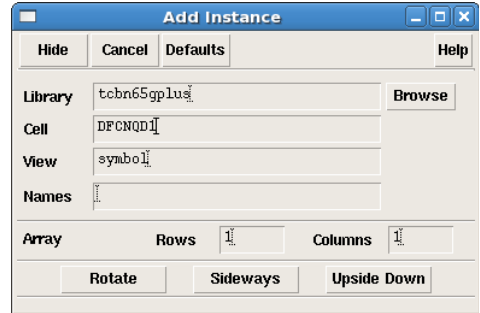 Add Instance
Hide Cancel Defaults Help
Library tcbn65gplus Browse
Cell DFCNQD1
View symbol
Names
Array Rows 1 Columns 1
Rotate Sideways Upside Down